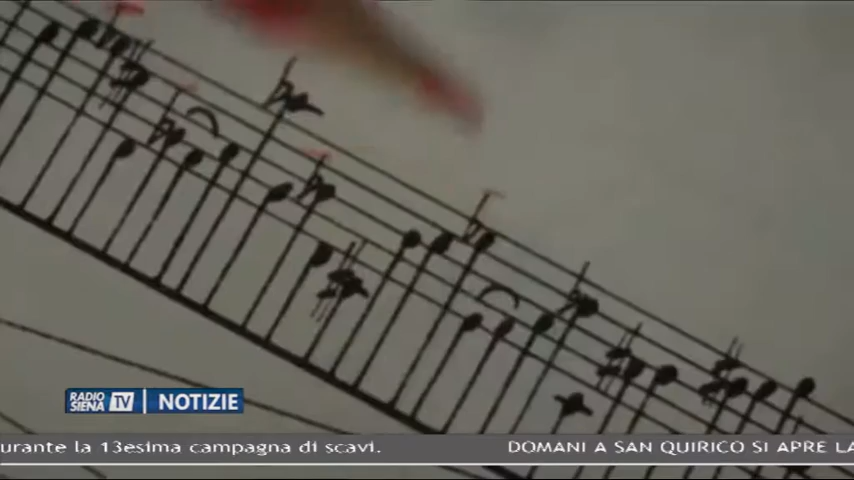 RADIO
SIENA TV NOTIZIE
urante la 13esima campagna di scavi. DOMANI A SAN QUIRICO SI APRE LA